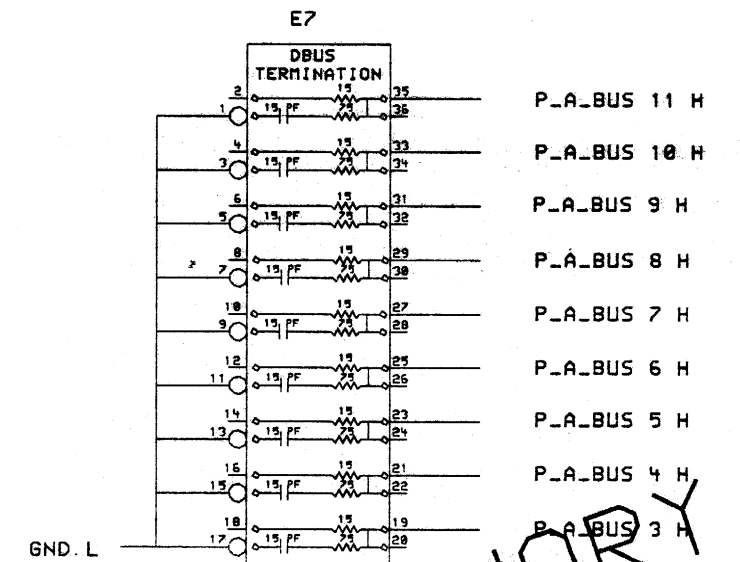 E7
DBUS
TERMINATION
2 15 35 P_A_BUS 11 H
1 15 PF 75 36
4 15 33 P_A_BUS 10 H
3 15 PF 75 34
6 15 31 P_A_BUS 9 H
5 15 PF 75 32
8 15 29 P_A_BUS 8 H
7 15 PF 75 30
10 15 27 P_A_BUS 7 H
9 15 PF 75 28
12 15 25 P_A_BUS 6 H
11 15 PF 75 26
14 15 23 P_A_BUS 5 H
13 15 PF 75 24
16 15 21 P_A_BUS 4 H
15 15 PF 75 22
18 15 19 P_A_BUS 3 H
GND.L 17 15 PF 75 20
ORY